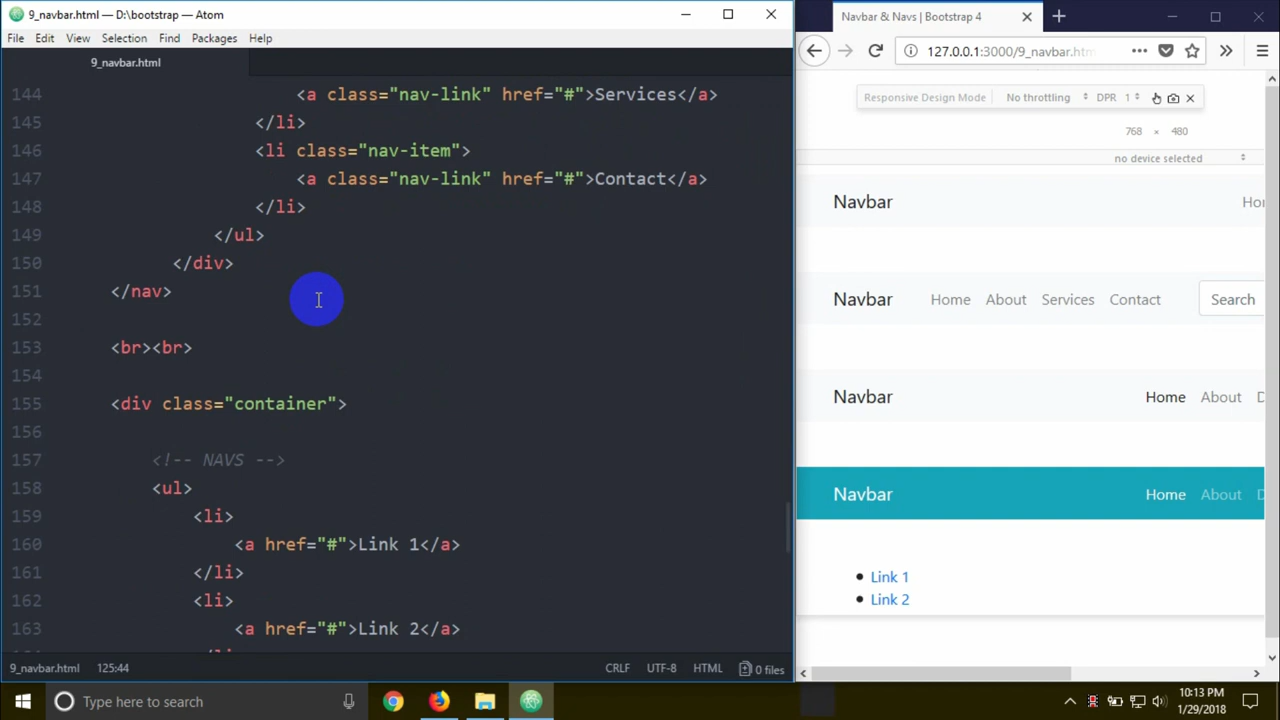 9_navbar.html — D:\bootstrap — Atom
File Edit View Selection Find Packages Help
9_navbar.html
144 <a class="nav-link" href="#">Services</a>
145 </li>
146 <li class="nav-item">
147 <a class="nav-link" href="#">Contact</a>
148 </li>
149 </ul>
150 </div>
151 </nav>
152
153 <br><br>
154
155 <div class="container">
156
157 <!-- NAVS -->
158 <ul>
159 <li>
160 <a href="#">Link 1</a>
161 </li>
162 <li>
163 <a href="#">Link 2</a>
9_navbar.html 125:44 CRLF UTF-8 HTML 0 files
Navbar & Navs | Bootstrap 4
127.0.0.1:3000/9_navbar.htm
Responsive Design Mode No throttling DPR 1
768 × 480
no device selected
Navbar Hor
Navbar Home About Services Contact Search
Navbar Home About D
Navbar Home About D
Link 1
Link 2
Type here to search
10:13 PM
1/29/2018